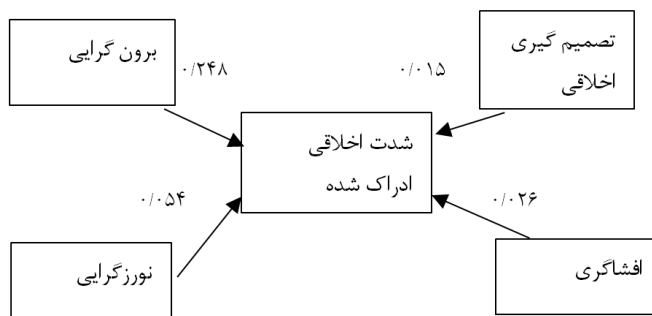 برون گرایی
تصمیم گیری
اخلاقی
۰/۲۴۸
۰/۰۱۵
شدت اخلاقی
ادراک شده
۰/۰۵۴
۰/۰۲۶
نورزگرایی
افشاگری